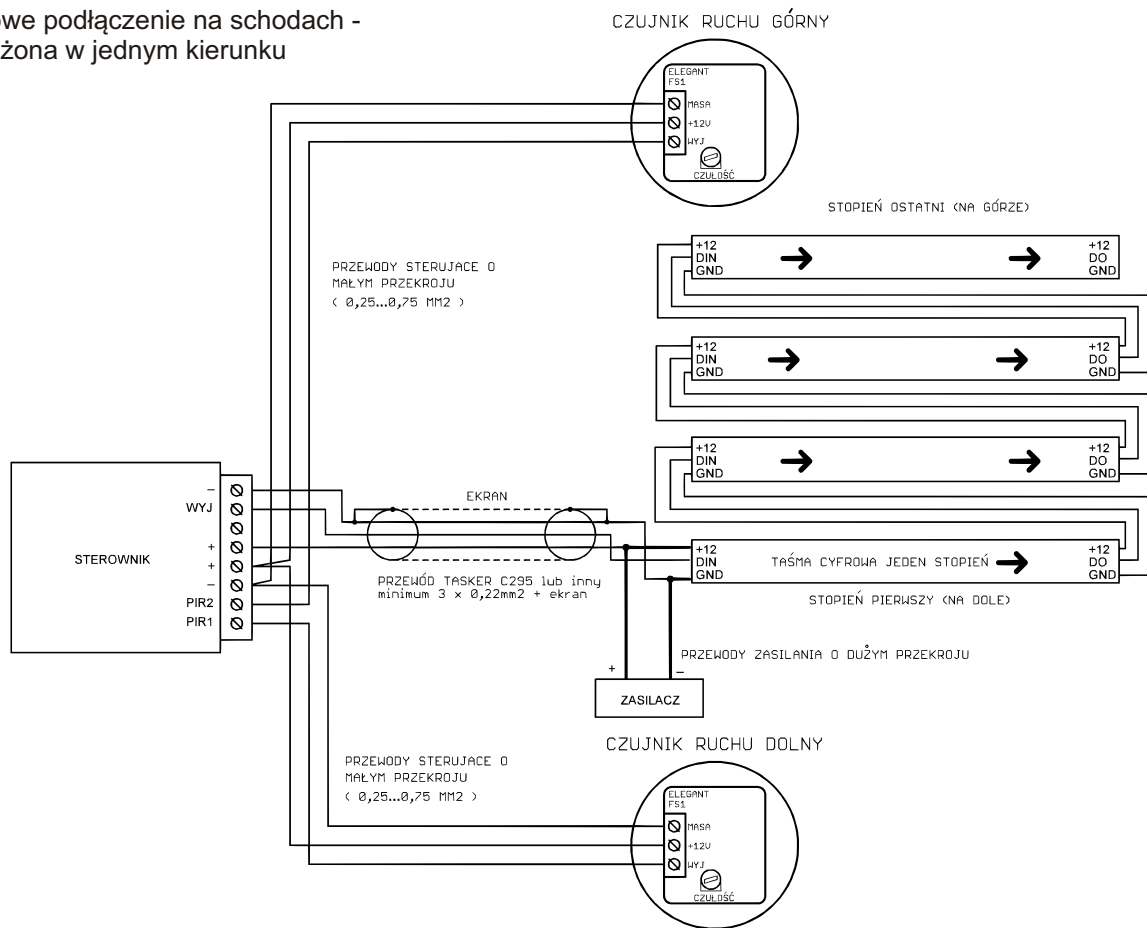 owe podłączenie na schodach -
żona w jednym kierunku
CZUJNIK RUCHU GÓRNY
ELEGANT
FS1
MASA
+12V
WYJ
CZUŁOŚĆ
STOPIEŃ OSTATNI (NA GÓRZE)
+12
DIN
GND
+12
DO
GND
PRZEWODY STERUJACE O
MAŁYM PRZEKROJU
( 0,25...0,75 MM2 )
+12
DIN
GND
+12
DO
GND
+12
DIN
GND
+12
DO
GND
STEROWNIK
–
WYJ
+
+
–
PIR2
PIR1
EKRAN
PRZEWÓD TASKER C295 lub inny
minimum 3 x 0,22mm2 + ekran
+12
DIN
GND
TAŚMA CYFROWA JEDEN STOPIEŃ
+12
DO
GND
STOPIEŃ PIERWSZY (NA DOLE)
PRZEWODY ZASILANIA O DUŻYM PRZEKROJU
+
–
ZASILACZ
CZUJNIK RUCHU DOLNY
PRZEWODY STERUJACE O
MAŁYM PRZEKROJU
( 0,25...0,75 MM2 )
ELEGANT
FS1
MASA
+12V
WYJ
CZUŁOŚĆ